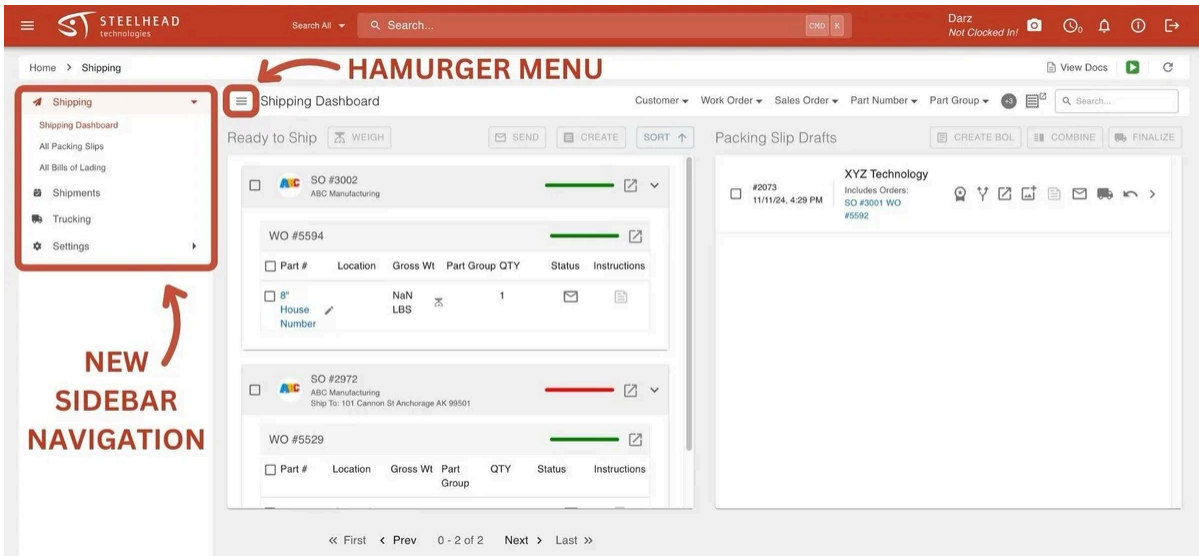 STEELHEAD
technologies
Search All
Search...
CMD K
Darz
Not Clocked In!
0
Home > Shipping
HAMURGER MENU
View Docs
Shipping
Shipping Dashboard
All Packing Slips
All Bills of Lading
Shipments
Trucking
Settings
NEW
SIDEBAR
NAVIGATION
Shipping Dashboard
Customer Work Order Sales Order Part Number Part Group +3 Search...
Ready to Ship WEIGH SEND CREATE SORT
ABC SO #3002
ABC Manufacturing
WO #5594
Part # Location Gross Wt Part Group QTY Status Instructions
8" House Number NaN LBS 1
ABC SO #2972
ABC Manufacturing
Ship To: 101 Cannon St Anchorage AK 99501
WO #5529
Part # Location Gross Wt Part Group QTY Status Instructions
<< First < Prev 0 - 2 of 2 Next > Last >>
Packing Slip Drafts CREATE BOL COMBINE FINALIZE
#2073
11/11/24, 4:29 PM
XYZ Technology
Includes Orders:
SO #3001 WO
#5592